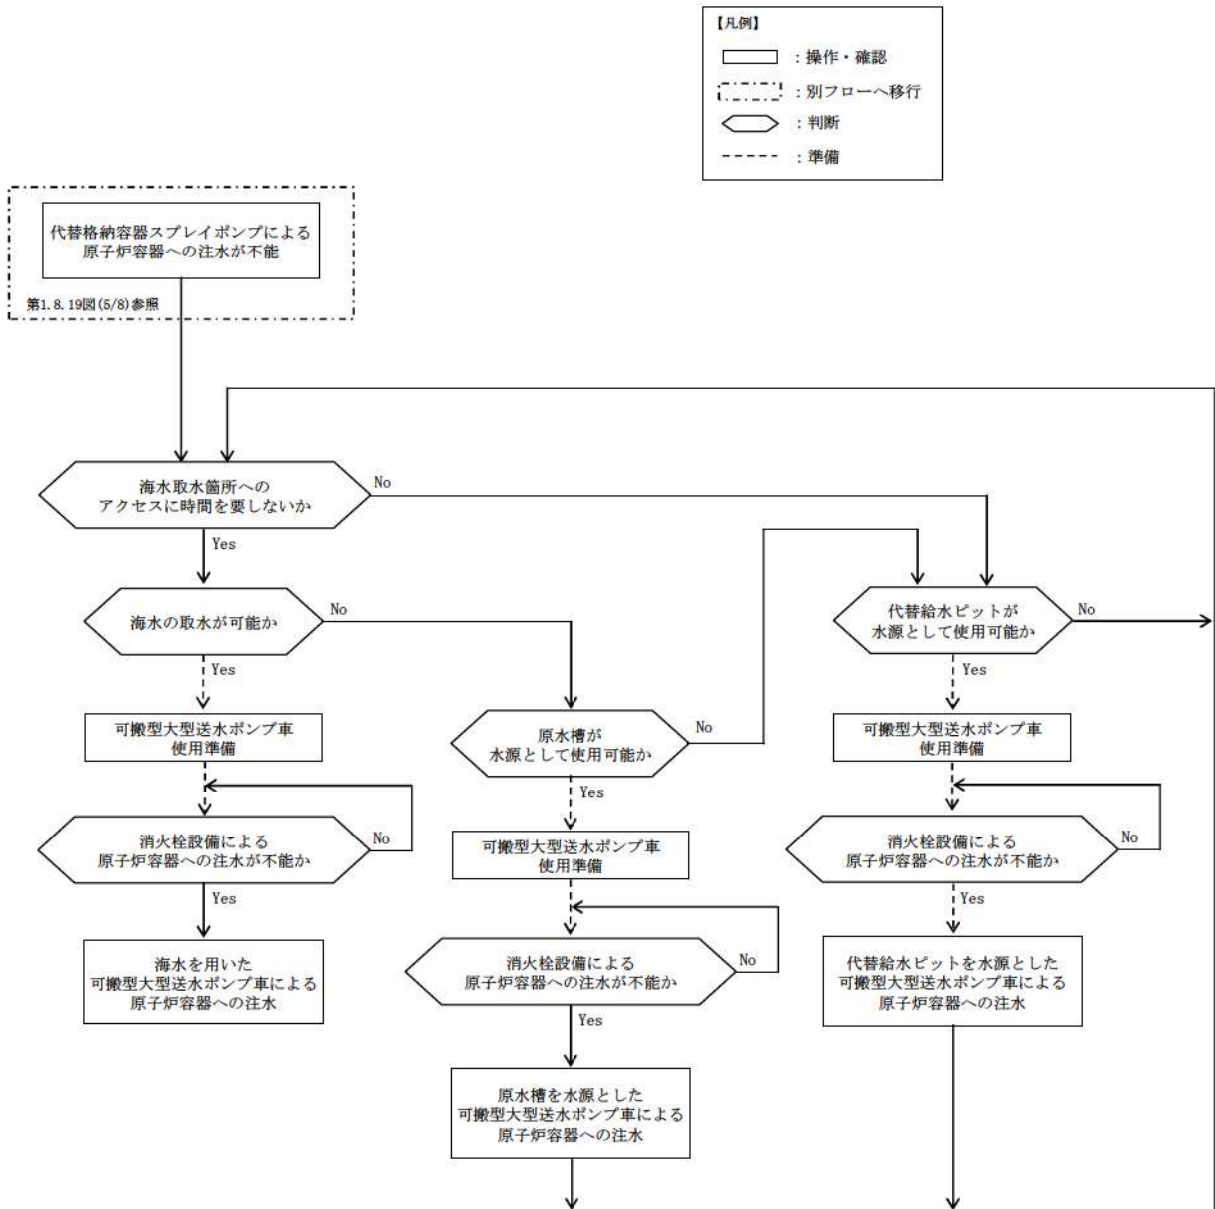 【凡例】
：操作・確認
：別フローへ移行
：判断
：準備
代替格納容器スプレイポンプによる
原子炉容器への注水が不能
第1.8.19図(5/8)参照
海水取水箇所への
アクセスに時間を要しないか
No
Yes
海水の取水が可能か
No
Yes
代替給水ピットが
水源として使用可能か
No
Yes
可搬型大型送水ポンプ車
使用準備
原水槽が
水源として使用可能か
No
Yes
可搬型大型送水ポンプ車
使用準備
消火栓設備による
原子炉容器への注水が不能か
No
Yes
可搬型大型送水ポンプ車
使用準備
消火栓設備による
原子炉容器への注水が不能か
No
Yes
海水を用いた
可搬型大型送水ポンプ車による
原子炉容器への注水
消火栓設備による
原子炉容器への注水が不能か
No
Yes
代替給水ピットを水源とした
可搬型大型送水ポンプ車による
原子炉容器への注水
原水槽を水源とした
可搬型大型送水ポンプ車による
原子炉容器への注水